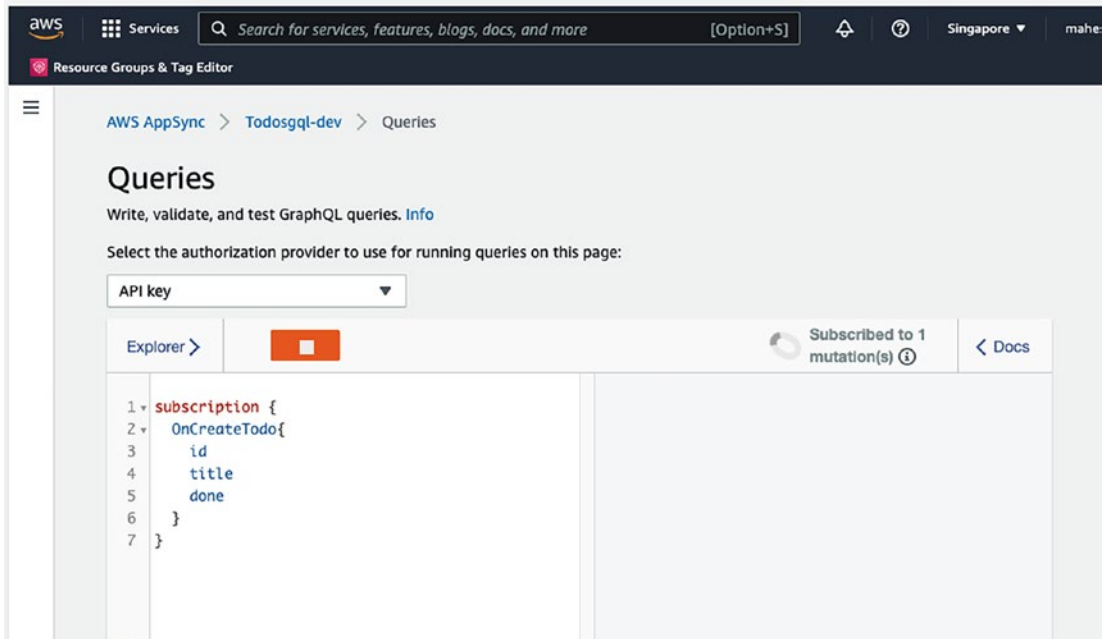 aws Services Search for services, features, blogs, docs, and more [Option+S] Singapore ▼
Resource Groups & Tag Editor
AWS AppSync > Todosgql-dev > Queries
Queries
Write, validate, and test GraphQL queries. Info
Select the authorization provider to use for running queries on this page:
API key
Explorer > Subscribed to 1
mutation(s) < Docs
1 subscription {
2 OnCreateTodo{
3 id
4 title
5 done
6 }
7 }